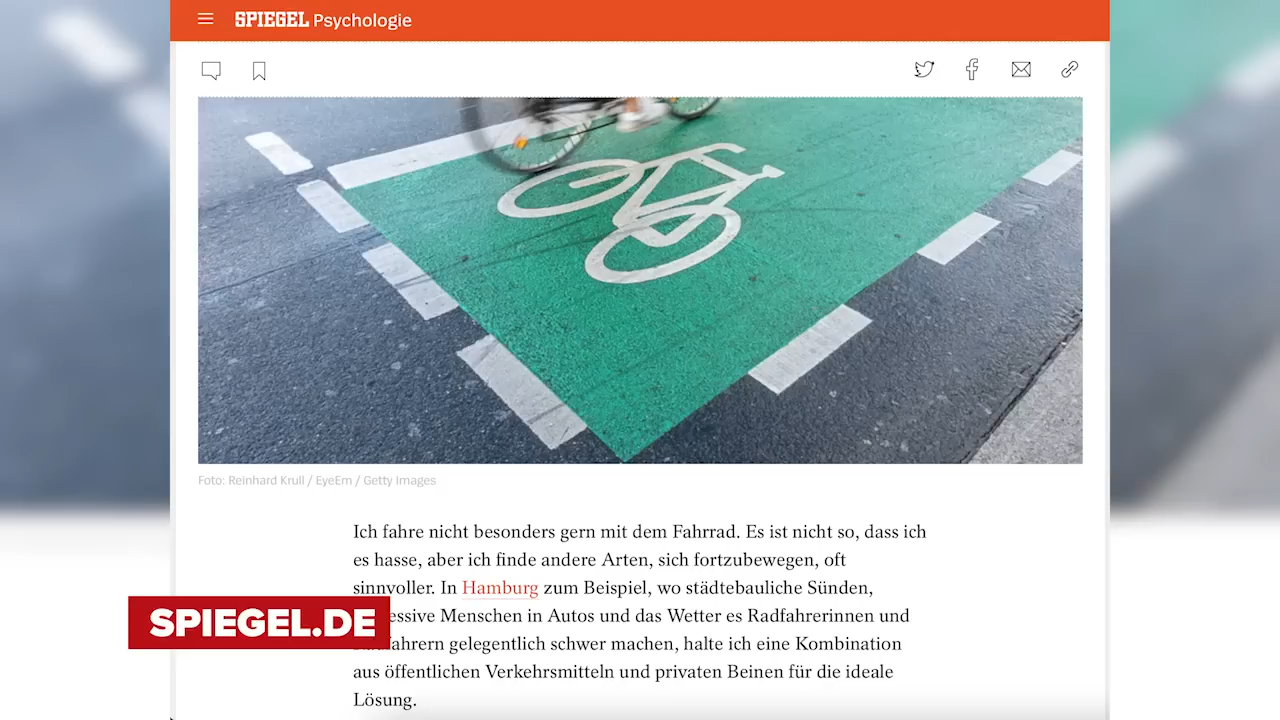 SPIEGEL Psychologie
Foto: Reinhard Krull / EyeEm / Getty Images
Ich fahre nicht besonders gern mit dem Fahrrad. Es ist nicht so, dass ich
es hasse, aber ich finde andere Arten, sich fortzubewegen, oft
sinnvoller. In Hamburg zum Beispiel, wo städtebauliche Sünden,
Menschen in Autos und das Wetter es Radfahrerinnen und
gelegentlich schwer machen, halte ich eine Kombination
aus öffentlichen Verkehrsmitteln und privaten Beinen für die ideale
Lösung.
SPIEGEL.DE